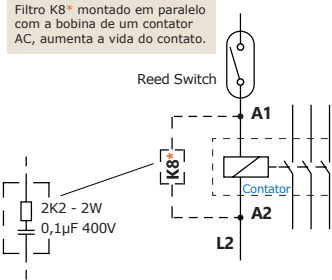 Filtro K8* montado em paralelo
com a bobina de um contator
AC, aumenta a vida do contato.
Reed Switch
A1
K8*
Contator
A2
2K2 - 2W
0,1µF 400V
L2